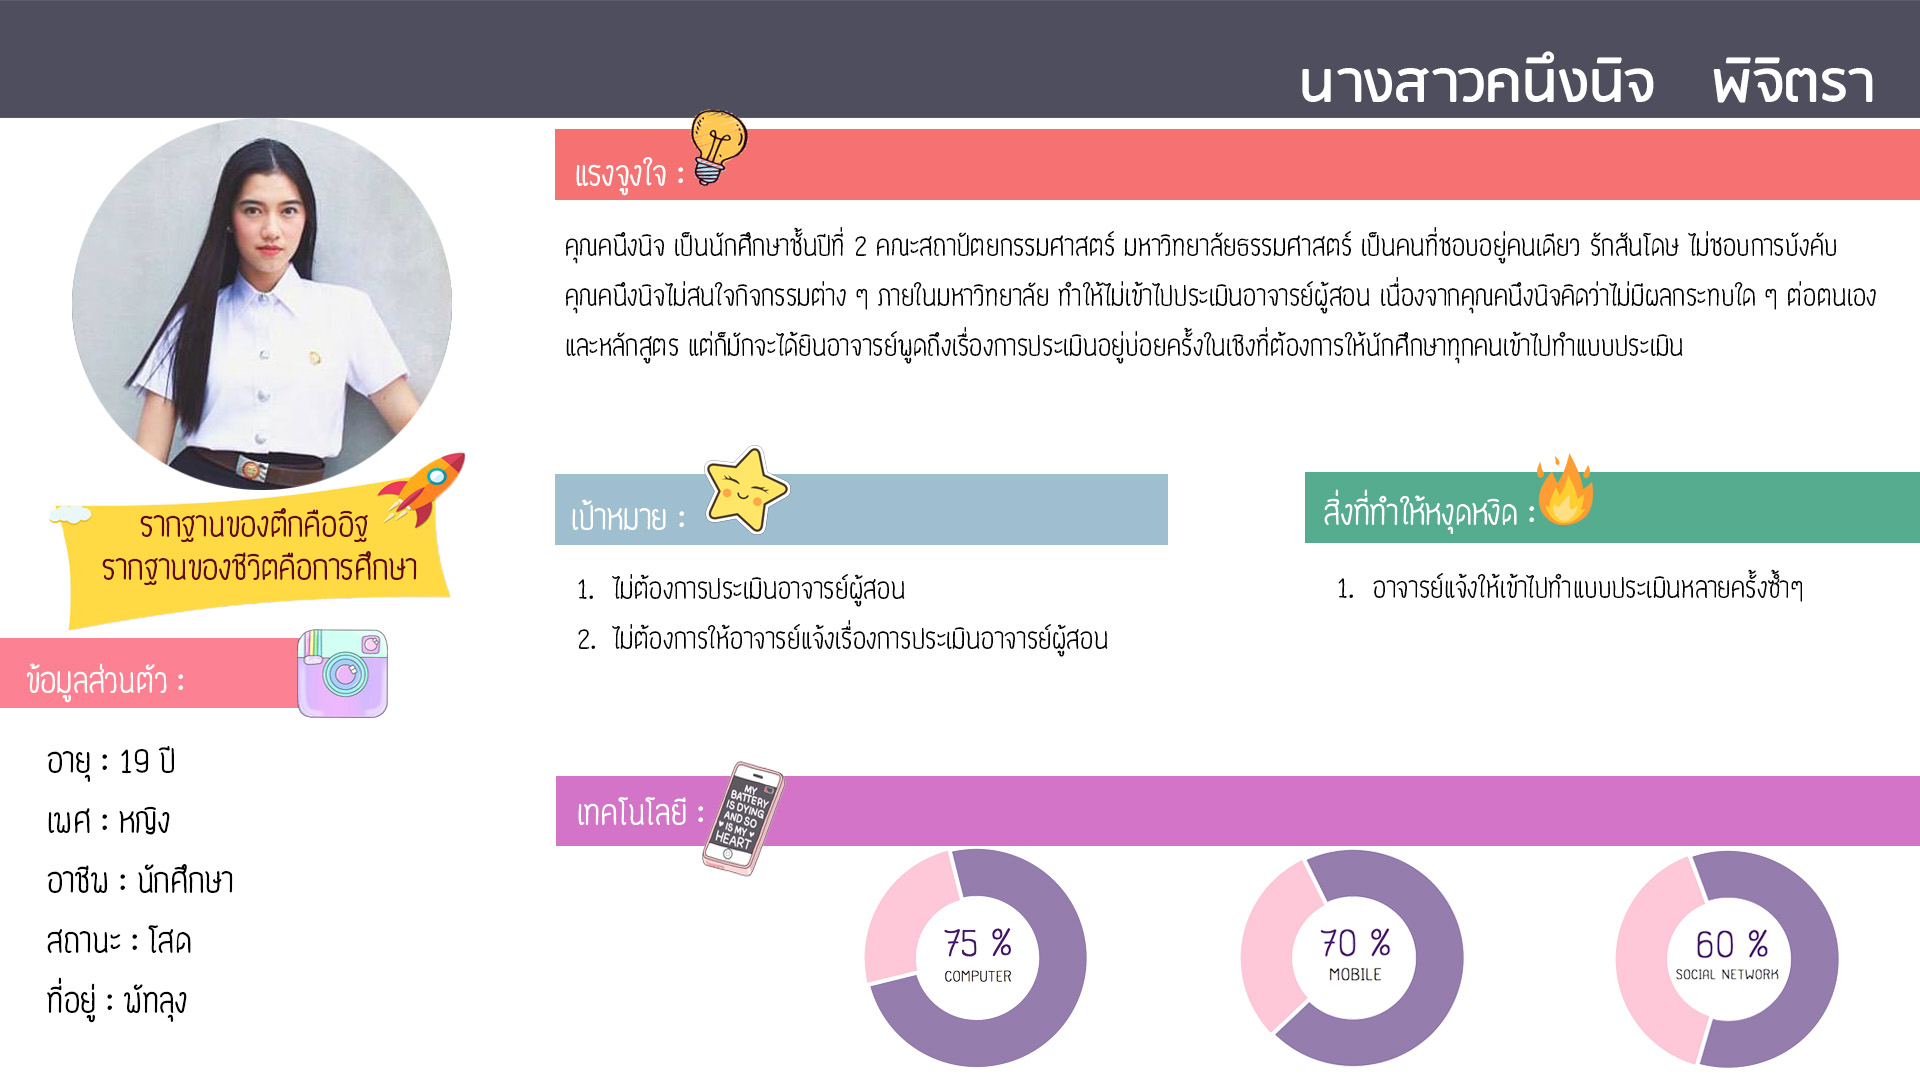 นางสาวคนึงนิจ พิจิตรา
แรงจูงใจ :
คุณคนึงนิจ เป็นนักศึกษาชั้นปีที่ 2 คณะสถาปัตยกรรมศาสตร์ มหาวิทยาลัยธรรมศาสตร์ เป็นคนที่ชอบอยู่คนเดียว รักสันโดษ ไม่ชอบการบังคับ
คุณคนึงนิจไม่สนใจกิจกรรมต่าง ๆ ภายในมหาวิทยาลัย ทำให้ไม่เข้าไปประเมินอาจารย์ผู้สอน เนื่องจากคุณคนึงนิจคิดว่าไม่มีผลกระทบใด ๆ ต่อตนเอง
และหลักสูตร แต่ก็มักจะได้ยินอาจารย์พูดถึงเรื่องการประเมินอยู่บ่อยครั้งในเชิงที่ต้องการให้นักศึกษาทุกคนเข้าไปทำแบบประเมิน
รากฐานของตึกคืออิฐ
รากฐานของชีวิตคือการศึกษา
เป้าหมาย :
1. ไม่ต้องการประเมินอาจารย์ผู้สอน
2. ไม่ต้องการให้อาจารย์แจ้งเรื่องการประเมินอาจารย์ผู้สอน
สิ่งที่ทำให้หงุดหงิด :
1. อาจารย์แจ้งให้เข้าไปทำแบบประเมินหลายครั้งซ้ำๆ
ข้อมูลส่วนตัว :
อายุ : 19 ปี
เพศ : หญิง
อาชีพ : นักศึกษา
สถานะ : โสด
ที่อยู่ : พัทลุง
เทคโนโลยี :
MY
BATTERY
IS DYING
AND SO
IS MY
HEART
75 %
COMPUTER
70 %
MOBILE
60 %
SOCIAL NETWORK